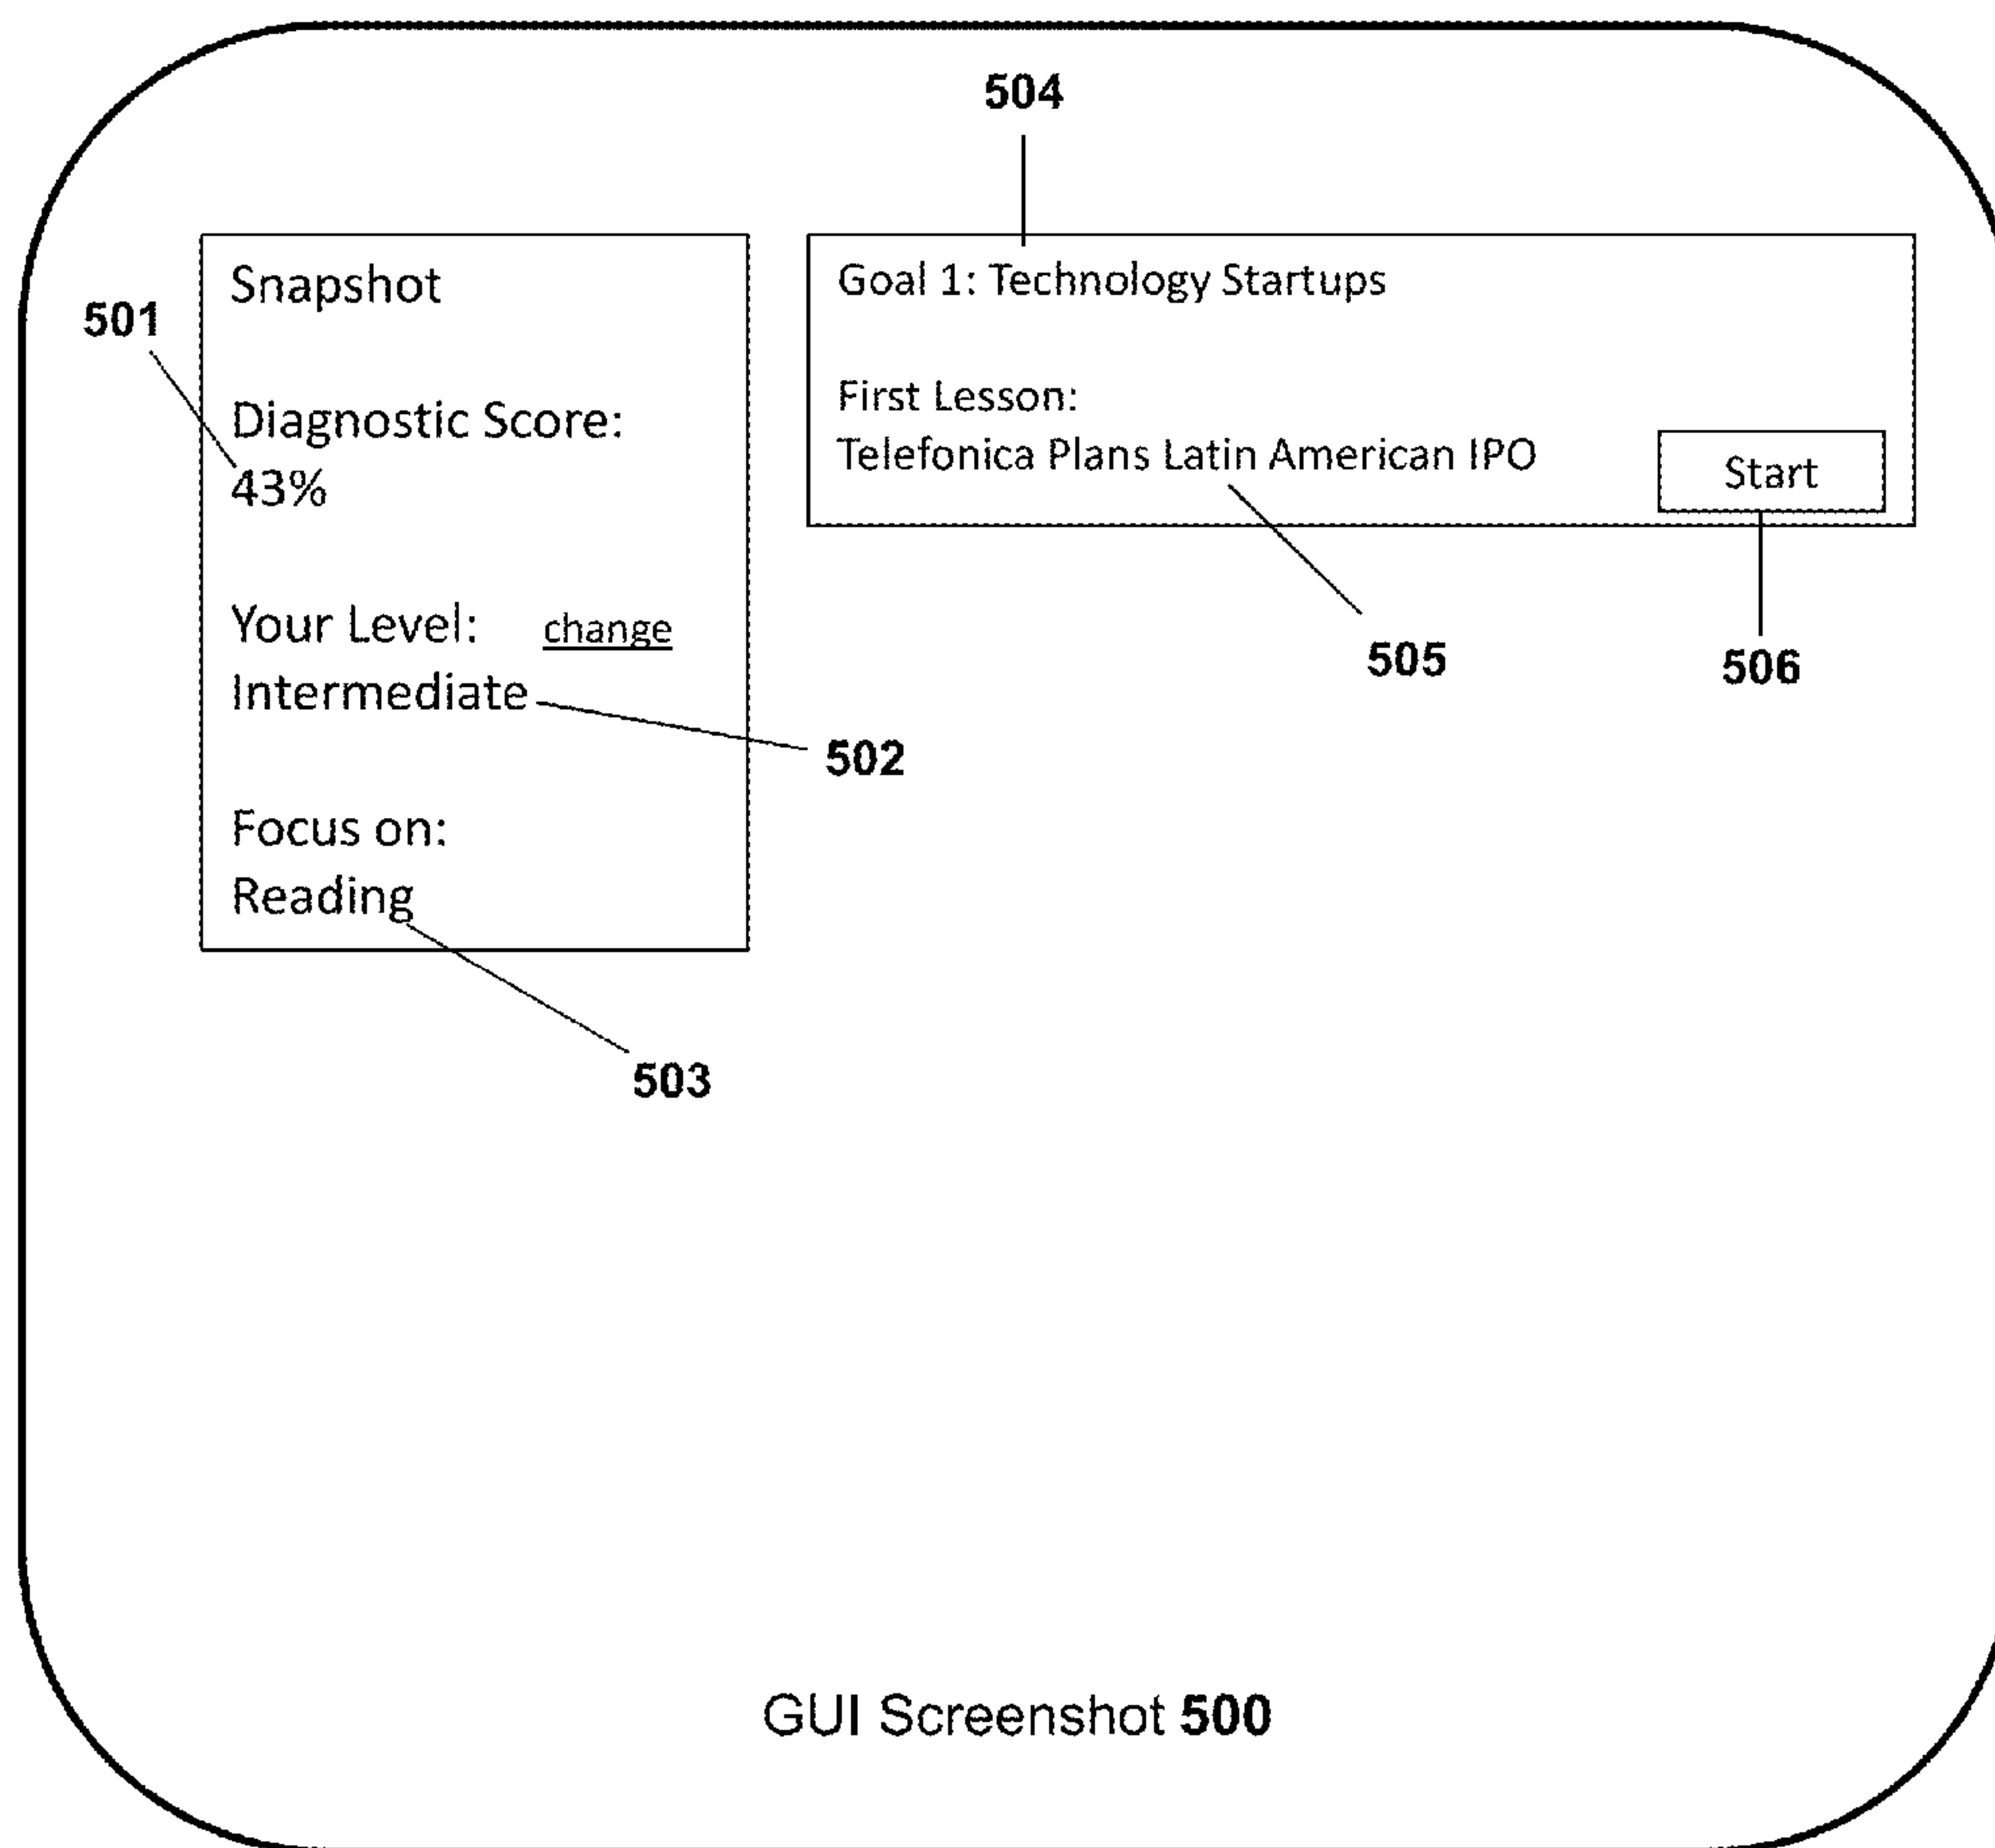 504
Snapshot
501
Diagnostic Score:
43%
Your Level: change
Intermediate
502
Focus on:
Reading
503
Goal 1: Technology Startups
First Lesson:
Telefonica Plans Latin American IPO
Start
505
506
GUI Screenshot 500